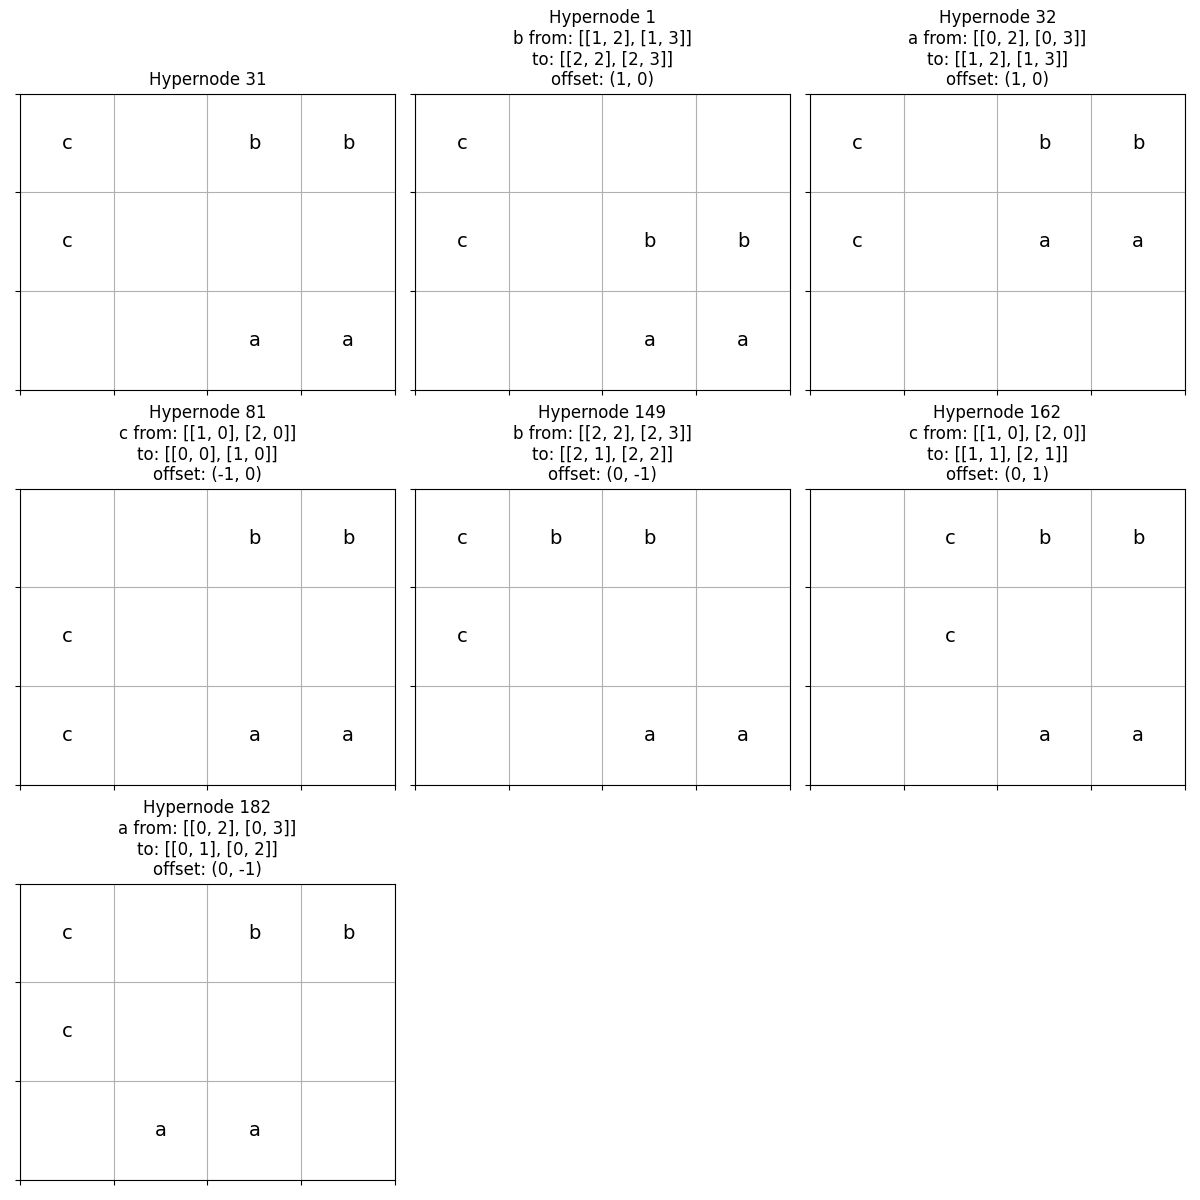 Hypernode 31
c b b
c
a a
Hypernode 1
b from: [[1, 2], [1, 3]]
to: [[2, 2], [2, 3]]
offset: (1, 0)
c
c b b
a a
Hypernode 32
a from: [[0, 2], [0, 3]]
to: [[1, 2], [1, 3]]
offset: (1, 0)
c b b
c a a
Hypernode 81
c from: [[1, 0], [2, 0]]
to: [[0, 0], [1, 0]]
offset: (-1, 0)
b b
c
c a a
Hypernode 149
b from: [[2, 2], [2, 3]]
to: [[2, 1], [2, 2]]
offset: (0, -1)
c b b
c
a a
Hypernode 162
c from: [[1, 0], [2, 0]]
to: [[1, 1], [2, 1]]
offset: (0, 1)
c b b
c
a a
Hypernode 182
a from: [[0, 2], [0, 3]]
to: [[0, 1], [0, 2]]
offset: (0, -1)
c b b
c
a a